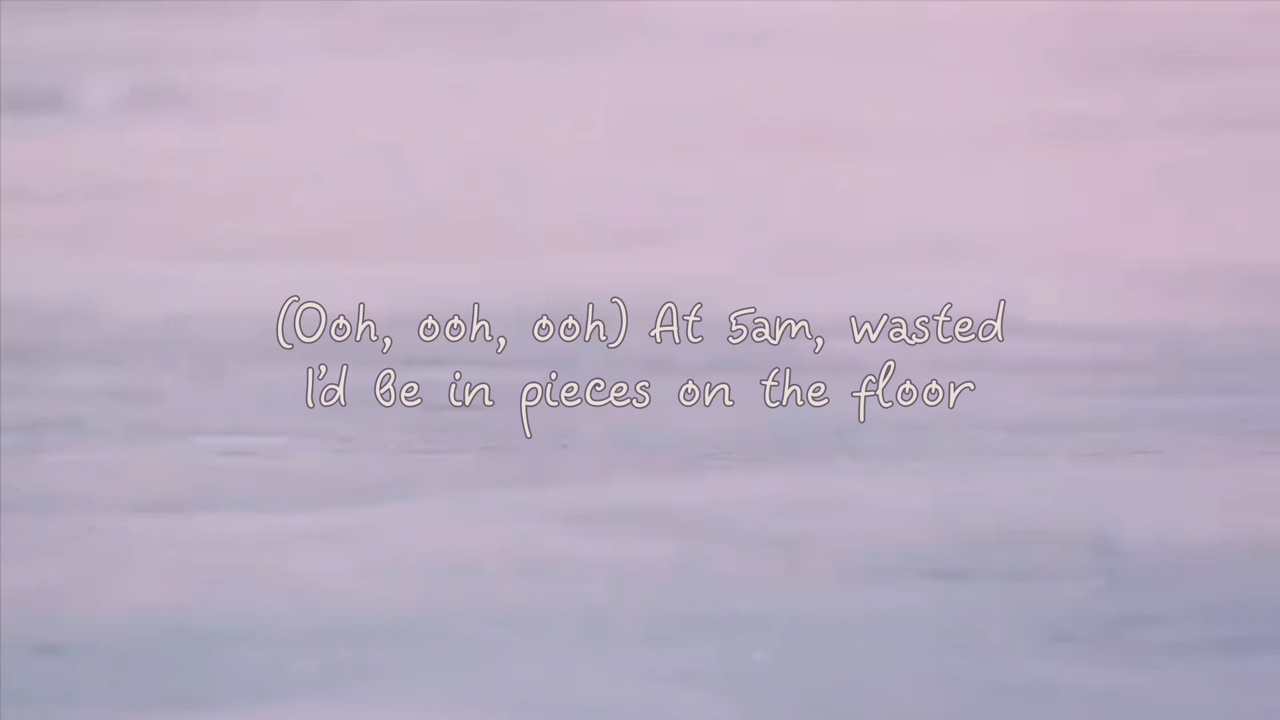 (Ooh, ooh, ooh) At 5am, wasted
I'd be in pieces on the floor